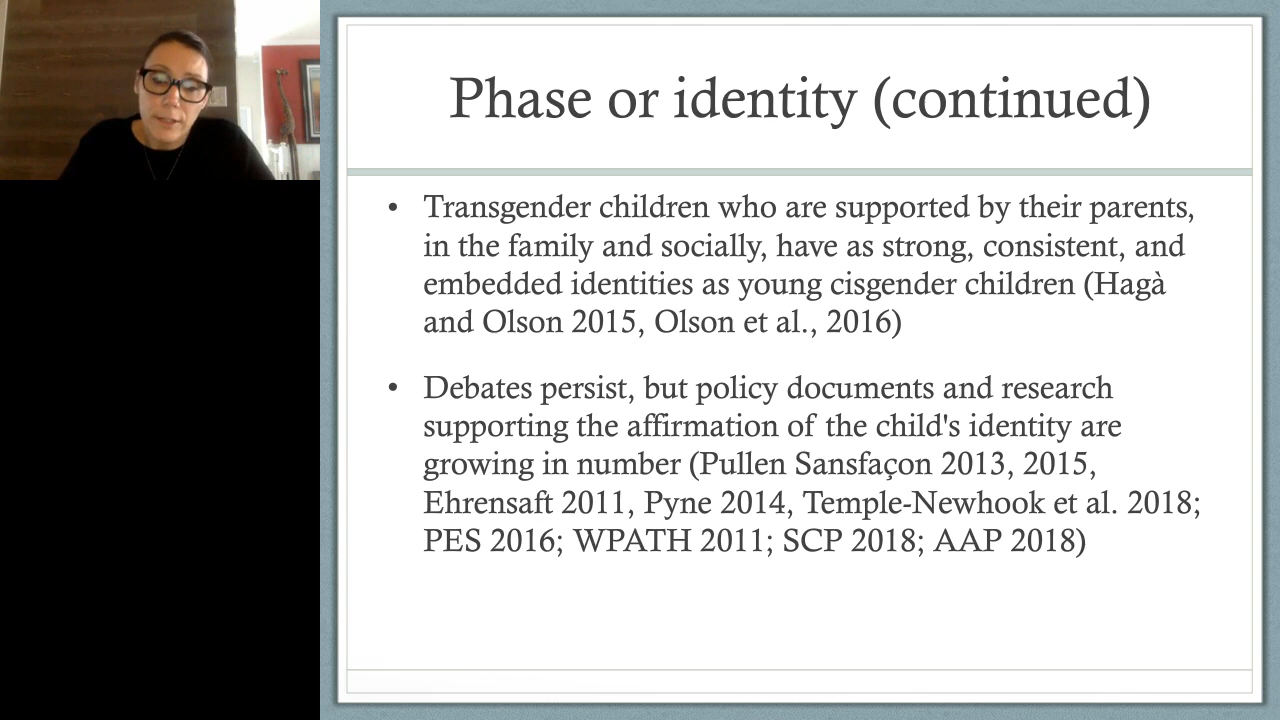 Phase or identity (continued)
• Transgender children who are supported by their parents,
in the family and socially, have as strong, consistent, and
embedded identities as young cisgender children (Hagà
and Olson 2015, Olson et al., 2016)
• Debates persist, but policy documents and research
supporting the affirmation of the child's identity are
growing in number (Pullen Sansfaçon 2013, 2015,
Ehrensaft 2011, Pyne 2014, Temple-Newhook et al. 2018;
PES 2016; WPATH 2011; SCP 2018; AAP 2018)